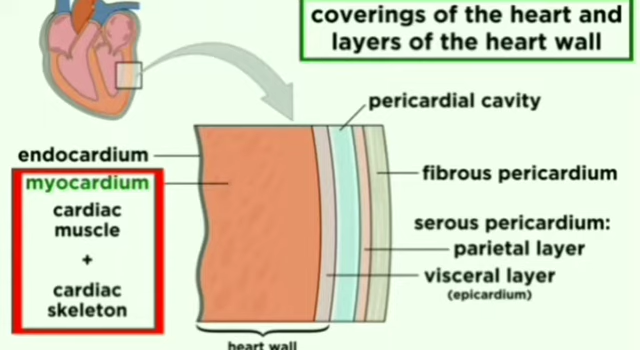 coverings of the heart and
layers of the heart wall
pericardial cavity
endocardium
myocardium
cardiac
muscle
+
cardiac
skeleton
fibrous pericardium
serous pericardium:
parietal layer
visceral layer
(epicardium)
heart wall